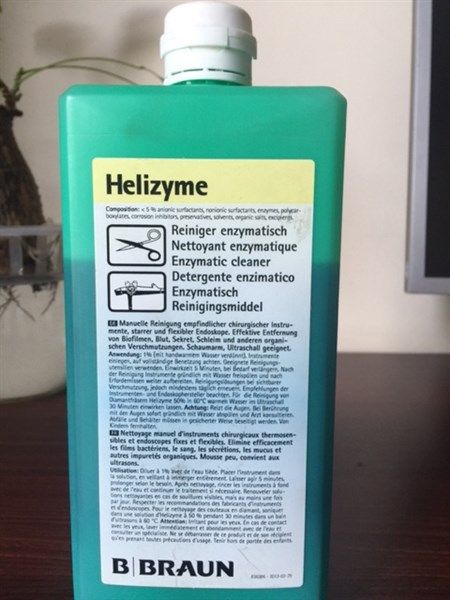 Helizyme
Composition: < 5 % anionic surfactants, nonionic surfactants, enzymes, polycar-
boxylates, corrosion inhibitors, preservatives, solvents, organic salts, excipients.
Reiniger enzymatisch
Nettoyant enzymatique
Enzymatic cleaner
Detergente enzimatico
Enzymatisch
Reinigingsmiddel
DE Manuelle Reinigung empfindlicher chirurgischer Instru-
mente, starrer und flexibler Endoskope. Effektive Entfernung
von Biofilmen, Blut, Sekret, Schleim und anderen organi-
schen Verschmutzungen. Schaumarm, Ultraschall geeignet.
Anwendung: 1% (mit handwarmem Wasser verdünnt). Instrumente
einlegen, auf vollständige Benetzung achten. Geeignete Reinigungs-
utensilien verwenden. Einwirkzeit 5 Minuten, bei Bedarf verlängern. Nach
der Reinigung Instrumente gründlich mit Wasser freispülen und nach
Erfordernissen weiter aufbereiten. Reinigungslösungen bei sichtbarer
Verschmutzung, jedoch mindestens täglich erneuern. Empfehlungen der
Instrumenten- und Endoskophersteller beachten. Für die Reinigung von
Diamantfräsern Helizyme 50% in 60°C warmem Wasser im Ultraschall
30 Minuten einwirken lassen. Achtung: Reizt die Augen. Bei Berührung
mit den Augen sofort gründlich mit Wasser abspülen und Arzt konsultieren.
Abfälle und Behälter müssen in gesicherter Weise beseitigt werden. Von
Kindern fernhalten.
FR Nettoyage manuel d'instruments chirurgicaux thermosen-
sibles et endoscopes fixes et flexibles. Elimine efficacement
les films bactériens, le sang, les sécrétions, les mucus et
autres impuretés organiques. Mousse peu, convient aux
ultrasons.
Utilisation: Diluer à 1% avec de l'eau tiède. Placer l'instrument dans
la solution, en veillant à immerger entièrement. Laisser agir 5 minutes,
prolonger selon le besoin. Après nettoyage, rincer les instruments à fond
avec de l'eau et continuer le traitement si nécessaire. Renouveler solu-
tions nettoyantes en cas de souillures visibles, mais au moins une fois
par jour. Respecter les recommandations des fabricants d'instruments
et d'endoscopes. Pour le nettoyage des couteaux en diamant, soniquer
dans une solution d'Helizyme à 50 % pendant 30 minutes dans un bain
d'ultrasons à 60 °C. Attention: Irritant pour les yeux. En cas de contact
avec les yeux, laver immédiatement et abondamment avec de l'eau et
consulter un spécialiste. Ne se débarrasser de ce produit et de son récipient
qu'en prenant toutes précautions d'usage. Tenir hors de portée des enfants.
B | BRAUN